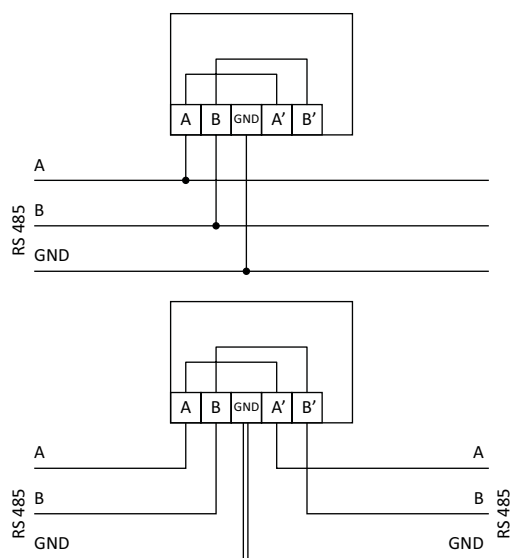 A B GND A’ B’
A
B
GND
RS 485
A B GND A’ B’
A A
B B
GND GND
RS 485 RS 485